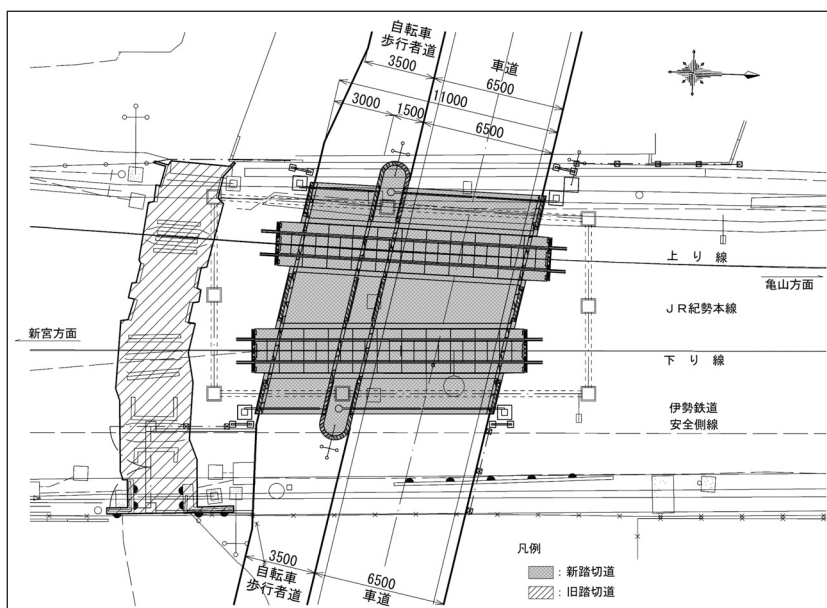 自転車
歩行者道
3500
車道
6500
11000
3000
1500
6500
上り線
亀山方面
JR紀勢本線
新宮方面
下り線
伊勢鉄道
安全側線
3500
自転車
歩行者道
6500
車道
凡例
：新踏切道
：旧踏切道